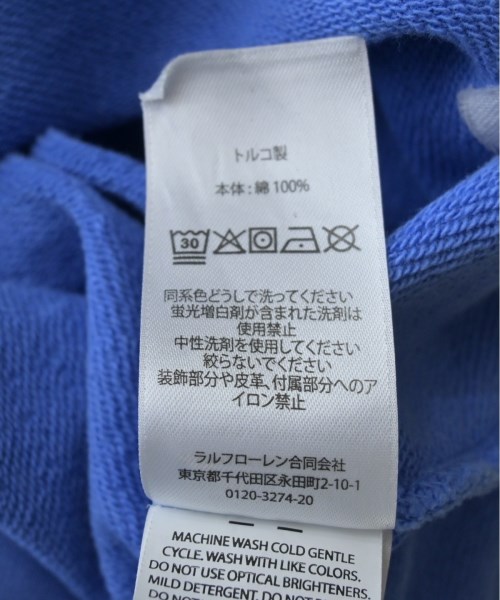 トルコ製
本体:綿100%
30
同系色どうしで洗ってください
蛍光増白剤が含まれた洗剤は
使用禁止
中性洗剤を使用してください
絞らないでください
装飾部分や皮革、付属部分へのア
イロン禁止
ラルフローレン合同会社
東京都千代田区永田町2-10-1
0120-3274-20
MACHINE WASH COLD GENTLE
CYCLE. WASH WITH LIKE COLORS.
DO NOT USE OPTICAL BRIGHTENERS.
MILD DETERGENT. DO NOT